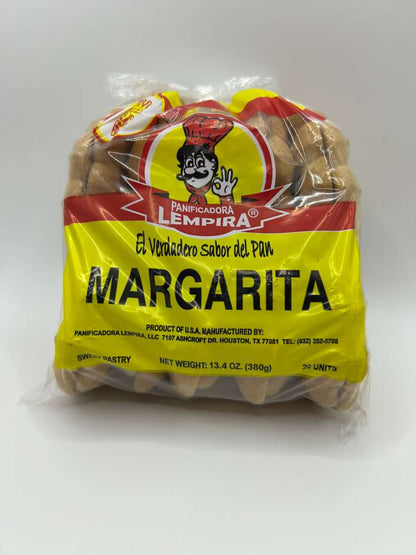 PANIFICADORA
LEMPIRA®
El Verdadero Sabor del Pan
MARGARITA
PRODUCT OF U.S.A. MANUFACTURED BY:
PANIFICADORA LEMPIRA, LLC 7107 ASHCROFT DR. HOUSTON, TX 77081 TEL: (832) 352-5708
SWEET PASTRY NET WEIGHT: 13.4 OZ. (380g) 20 UNITS